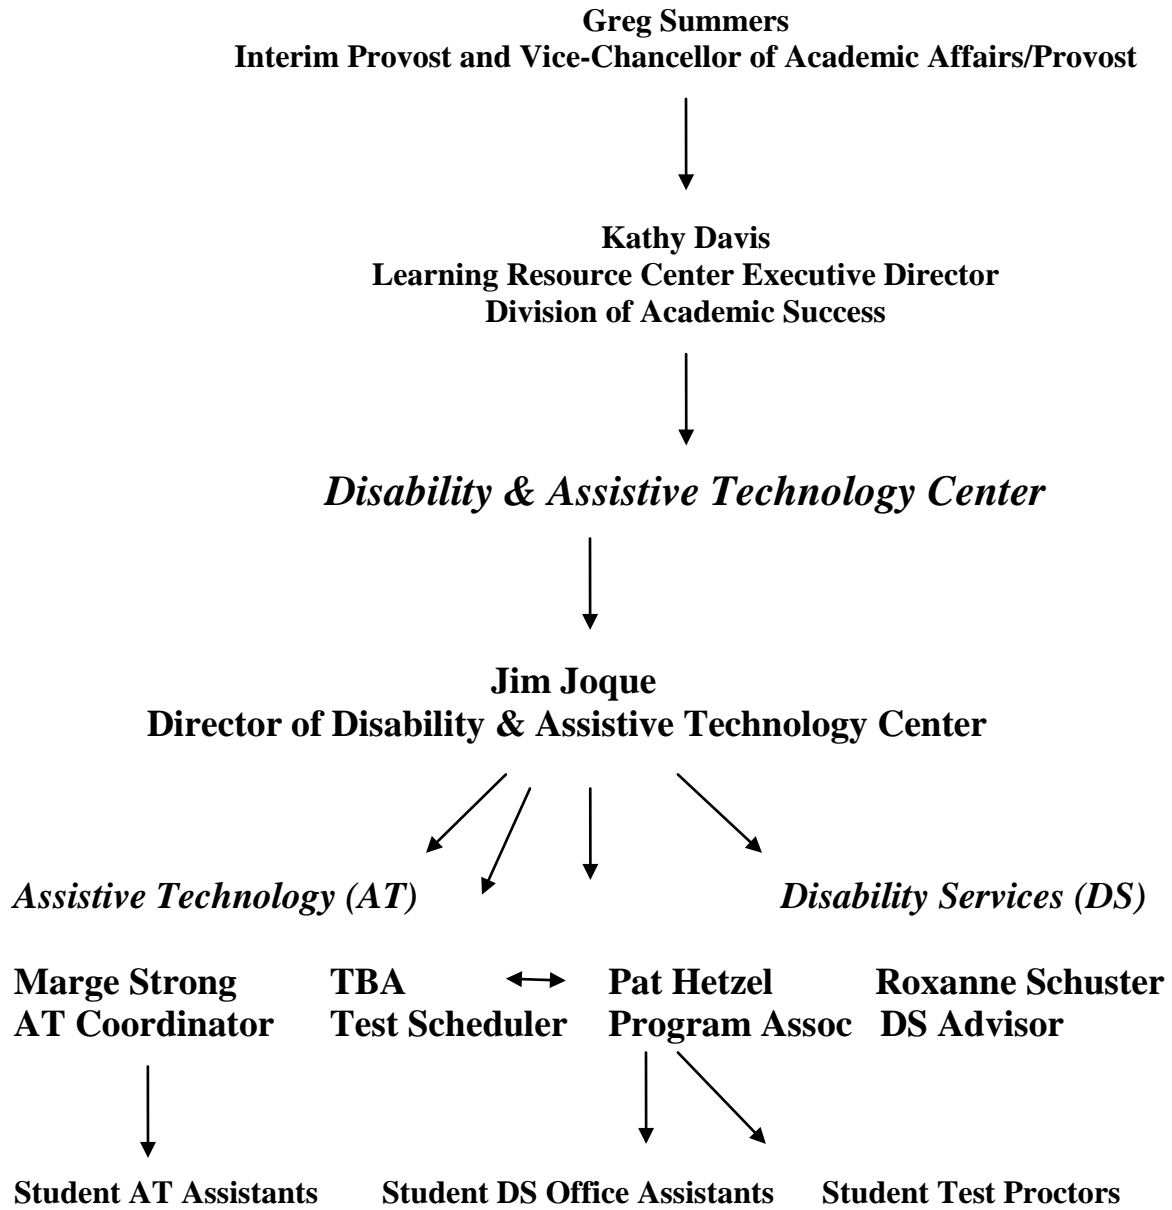 Greg Summers
Interim Provost and Vice-Chancellor of Academic Affairs/Provost
Kathy Davis
Learning Resource Center Executive Director
Division of Academic Success
Disability & Assistive Technology Center
Jim Joque
Director of Disability & Assistive Technology Center
Assistive Technology (AT)
Disability Services (DS)
Marge Strong
AT Coordinator
TBA
Test Scheduler
Pat Hetzel
Program Assoc
Roxanne Schuster
DS Advisor
Student AT Assistants
Student DS Office Assistants
Student Test Proctors